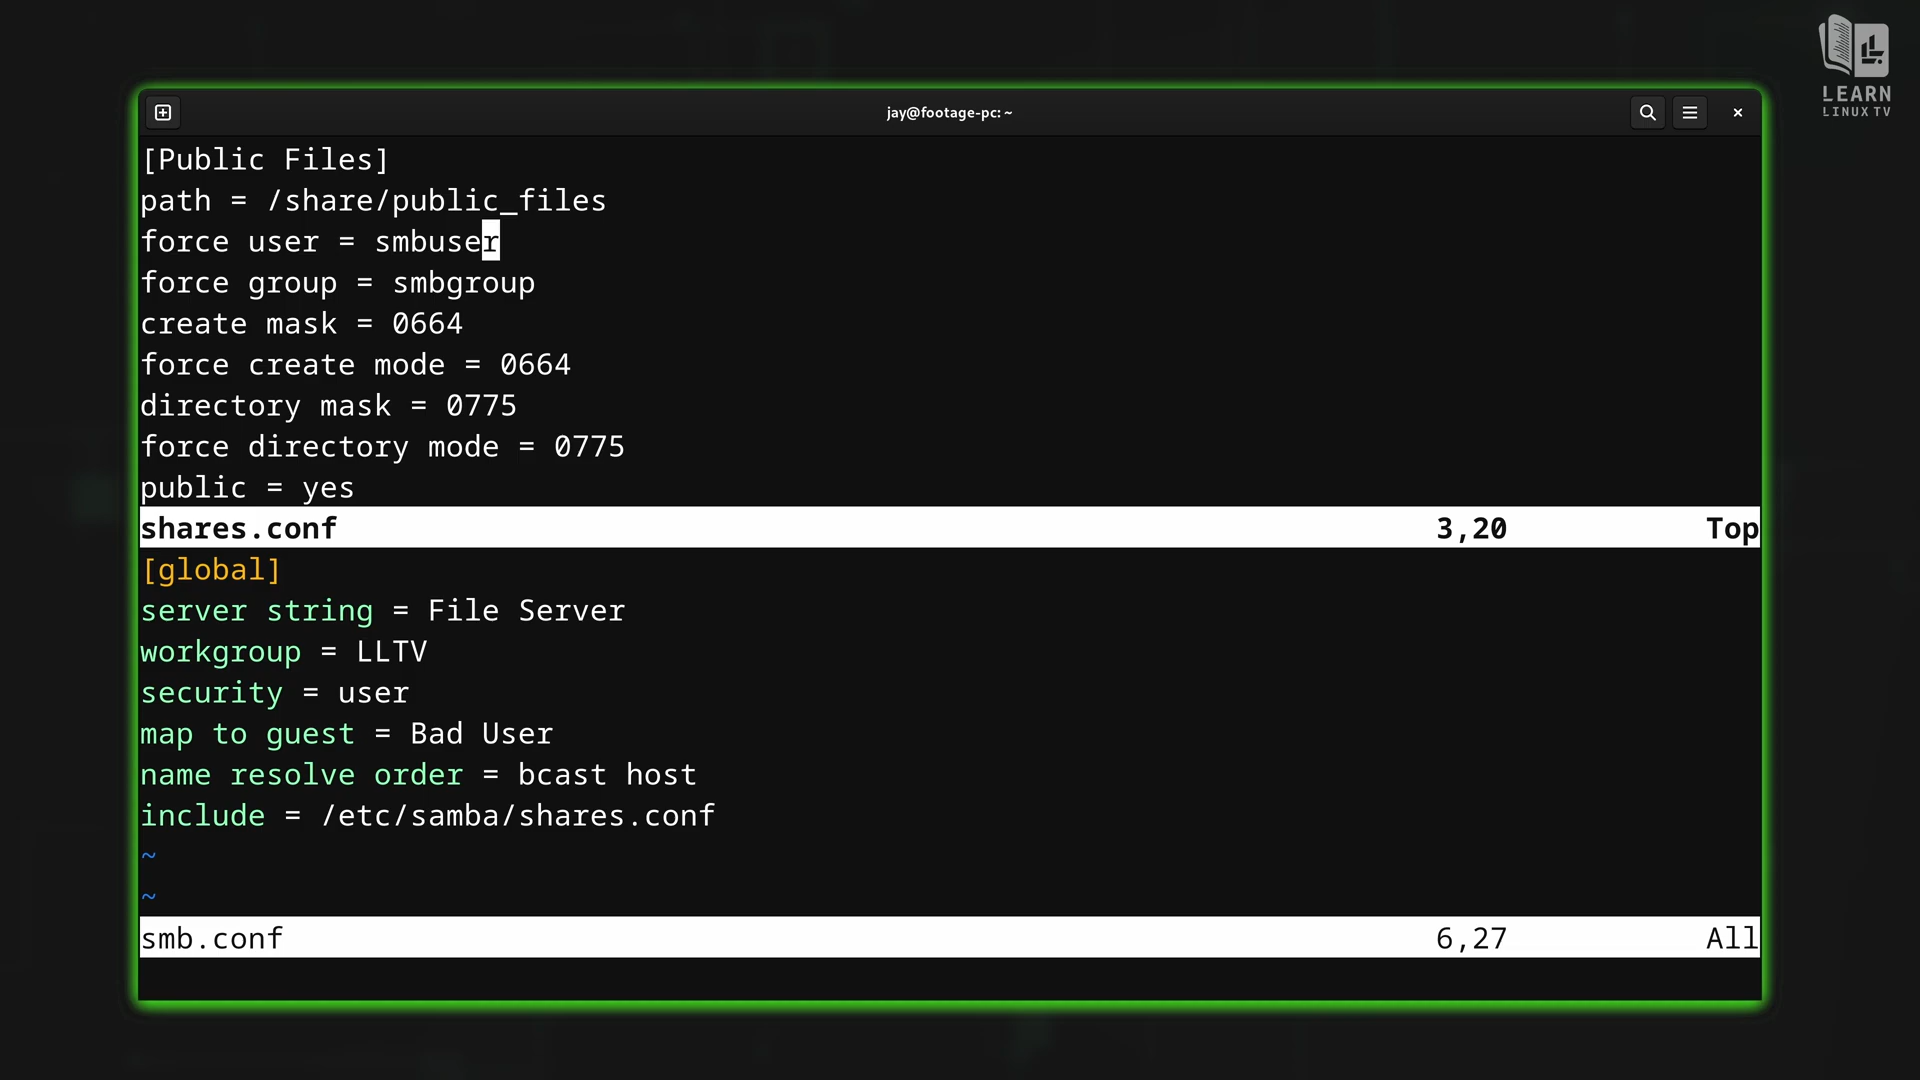 LEARN
LINUX TV
jay@footage-pc: ~
[Public Files]
path = /share/public_files
force user = smbuser
force group = smbgroup
create mask = 0664
force create mode = 0664
directory mask = 0775
force directory mode = 0775
public = yes
shares.conf 3,20 Top
[global]
server string = File Server
workgroup = LLTV
security = user
map to guest = Bad User
name resolve order = bcast host
include = /etc/samba/shares.conf
~
~
smb.conf 6,27 All